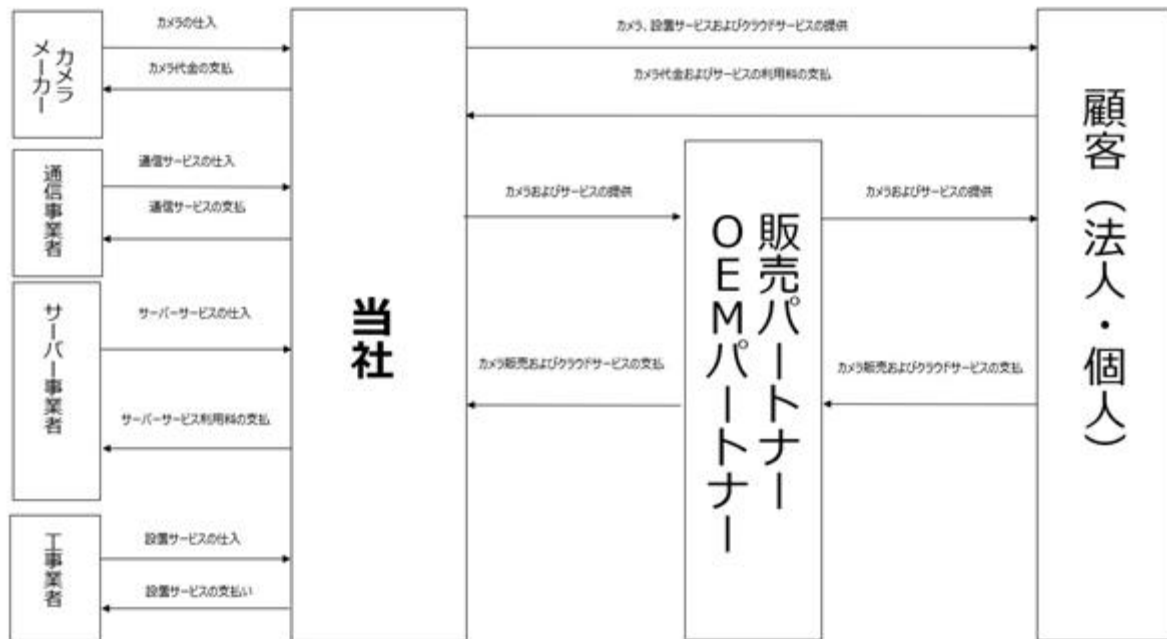 カメラメーカー
カメラの仕入
カメラ代金の支払
通信事業者
通信サービスの仕入
通信サービスの支払
サーバー事業者
サーバーサービスの仕入
サーバーサービス利用料の支払
工事業者
設置サービスの仕入
設置サービスの支払い
当社
カメラ、設置サービスおよびクラウドサービスの提供
カメラ代金およびサービスの利用料の支払
カメラおよびサービスの提供
カメラ販売およびクラウドサービスの支払
販売パートナー
OEMパートナー
カメラおよびサービスの提供
カメラ販売およびクラウドサービスの支払
顧客（法人・個人）